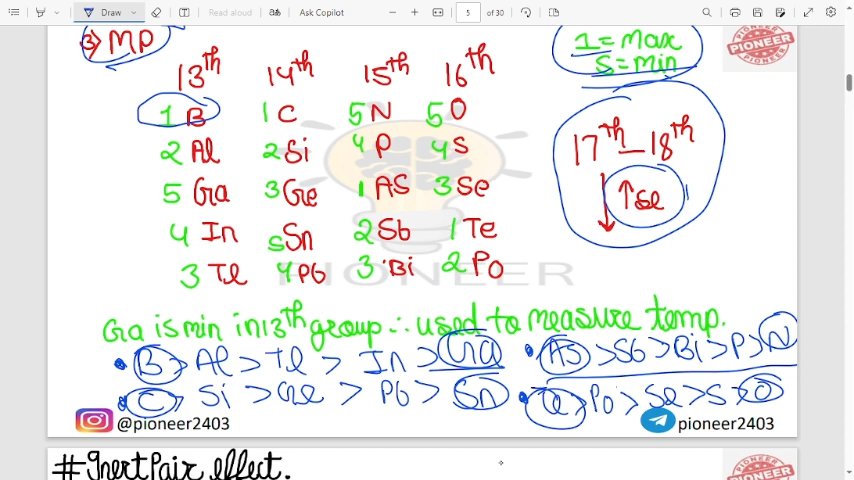 Draw
Read aloud
Ask Copilot
5 of 30
3) MP
1 = max
5 = min
PIONEER
13th 14th 15th 16th
1 B 1 C 5 N 5 O
2 Al 2 Si 4 P 4 S
5 Ga 3 Ge 1 AS 3 Se
4 In 5 Sn 2 Sb 1 Te
3 Tl 4 Pb 3 Bi 2 Po
17th - 18th
↓ ↑se
PIONEER
Ga is min in 13th group ∴ used to measure temp.
• B > Al > Tl > In > Ga • AS > Sb > Bi > P > N
• C > Si > Ge > Pb > Sn • Te > Po > Se > S > O
@pioneer2403 pioneer2403
#Inert Pair effect.
PIONEER